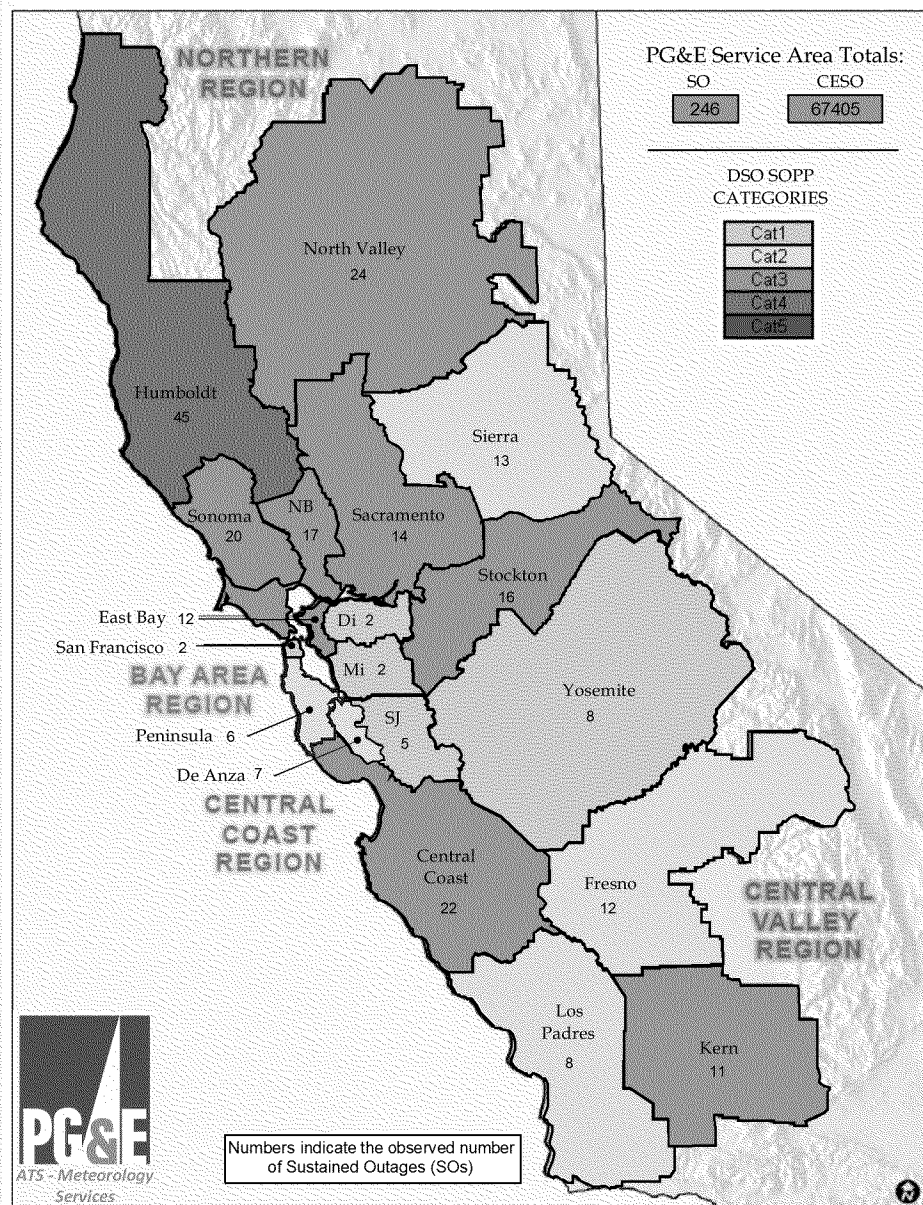 NORTHERN
REGION
PG&E Service Area Totals:
SO CESO
246 67405
DSO SOPP
CATEGORIES
Cat1
Cat2
Cat3
Cat4
Cat5
North Valley
24
Humboldt
45
Sierra
13
Sonoma
20
NB
17
Sacramento
14
Stockton
16
East Bay 12
Di 2
San Francisco 2
Mi 2
BAY AREA
REGION
Yosemite
8
Peninsula 6
SJ
5
De Anza 7
CENTRAL
COAST
REGION
Central
Coast
22
Fresno
12
CENTRAL
VALLEY
REGION
Los
Padres
8
Kern
11
PG&E
ATS - Meteorology
Services
Numbers indicate the observed number
of Sustained Outages (SOs)
N